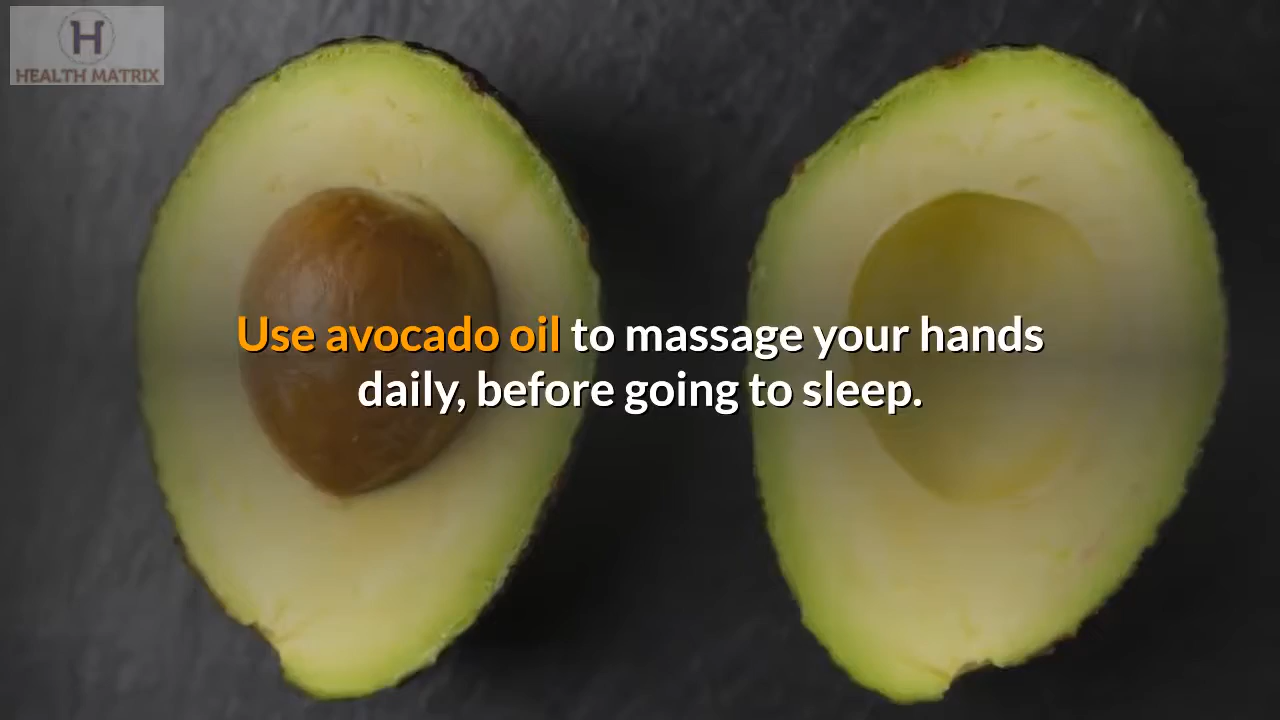 H
HEALTH MATRIX
Use avocado oil to massage your hands
daily, before going to sleep.